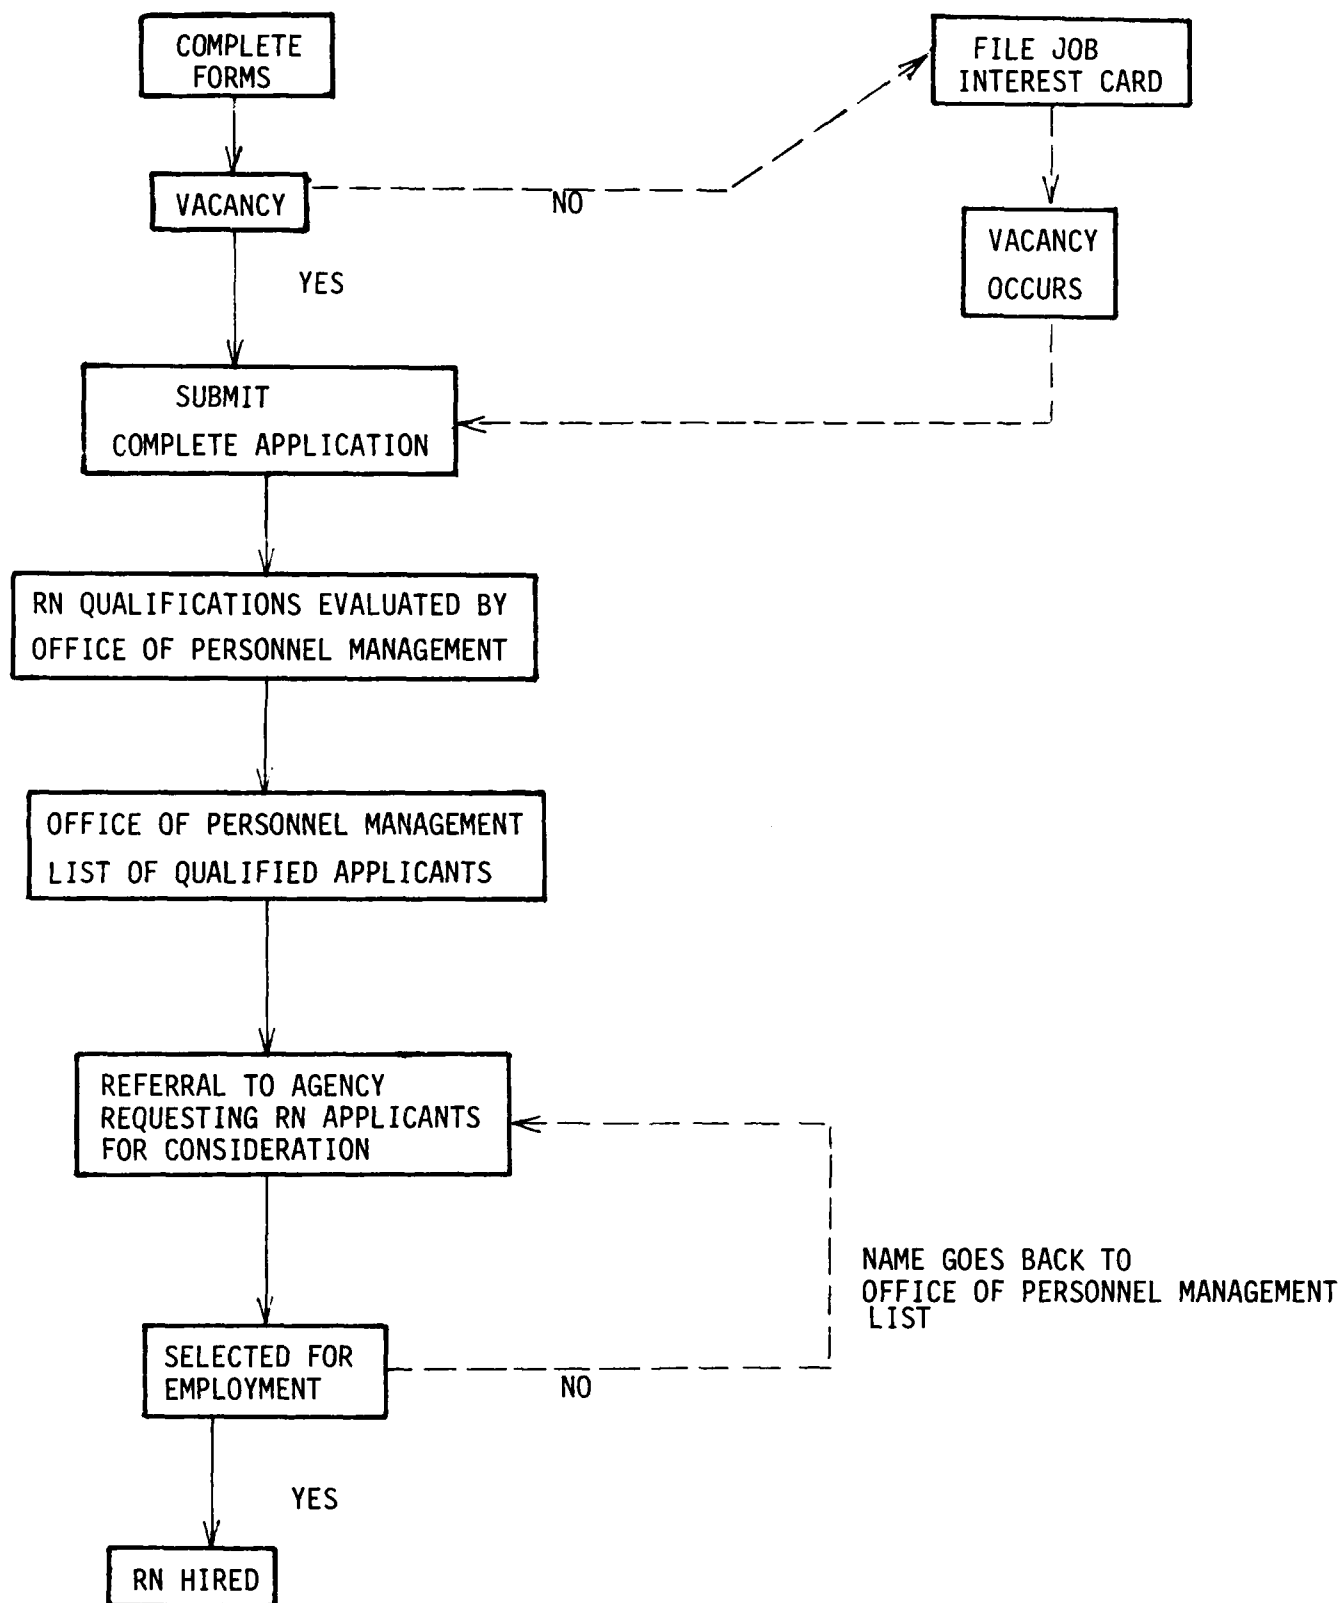 COMPLETE
FORMS
FILE JOB
INTEREST CARD
VACANCY
NO
VACANCY
OCCURS
YES
SUBMIT
COMPLETE APPLICATION
RN QUALIFICATIONS EVALUATED BY
OFFICE OF PERSONNEL MANAGEMENT
OFFICE OF PERSONNEL MANAGEMENT
LIST OF QUALIFIED APPLICANTS
REFERRAL TO AGENCY
REQUESTING RN APPLICANTS
FOR CONSIDERATION
NAME GOES BACK TO
OFFICE OF PERSONNEL MANAGEMENT
LIST
SELECTED FOR
EMPLOYMENT
NO
YES
RN HIRED